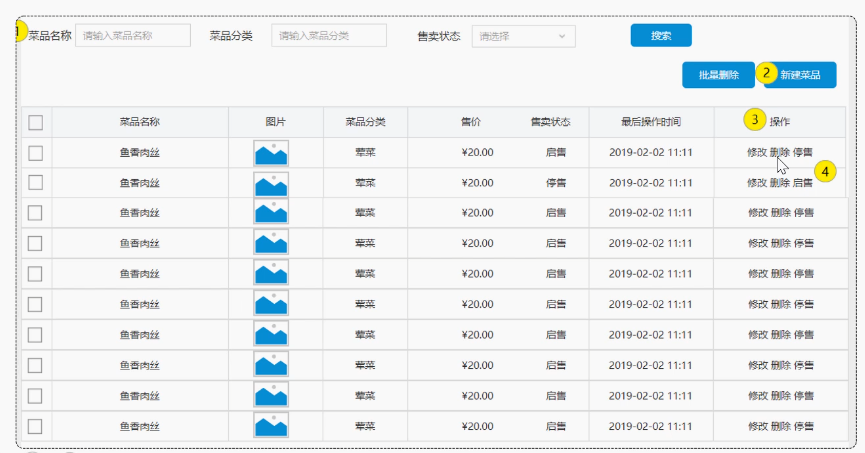 1 菜品名称 请输入菜品名称 菜品分类 请输入菜品分类 售卖状态 请选择 搜索
批量删除 2 新建菜品
菜品名称 图片 菜品分类 售价 售卖状态 最后操作时间 3 操作
鱼香肉丝 荤菜 ¥20.00 启售 2019-02-02 11:11 修改 删除 停售
鱼香肉丝 荤菜 ¥20.00 停售 2019-02-02 11:11 修改 删除 启售 4
鱼香肉丝 荤菜 ¥20.00 启售 2019-02-02 11:11 修改 删除 停售
鱼香肉丝 荤菜 ¥20.00 启售 2019-02-02 11:11 修改 删除 停售
鱼香肉丝 荤菜 ¥20.00 启售 2019-02-02 11:11 修改 删除 停售
鱼香肉丝 荤菜 ¥20.00 启售 2019-02-02 11:11 修改 删除 停售
鱼香肉丝 荤菜 ¥20.00 启售 2019-02-02 11:11 修改 删除 停售
鱼香肉丝 荤菜 ¥20.00 启售 2019-02-02 11:11 修改 删除 停售
鱼香肉丝 荤菜 ¥20.00 启售 2019-02-02 11:11 修改 删除 停售
鱼香肉丝 荤菜 ¥20.00 启售 2019-02-02 11:11 修改 删除 停售